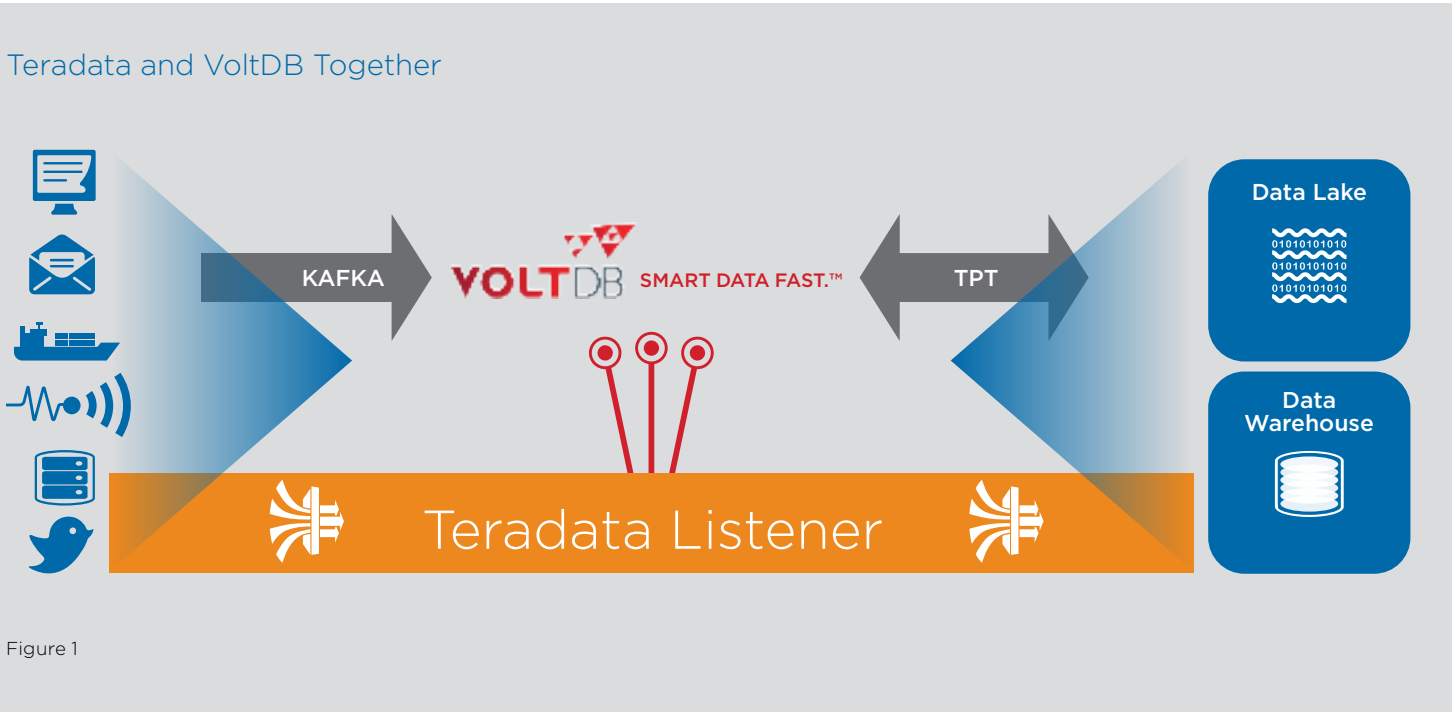 Teradata and VoltDB Together
KAFKA
VOLTDB
SMART DATA FAST.™
TPT
Data Lake
01010101010
01010101010
01010101010
Data
Warehouse
Teradata Listener
Figure 1